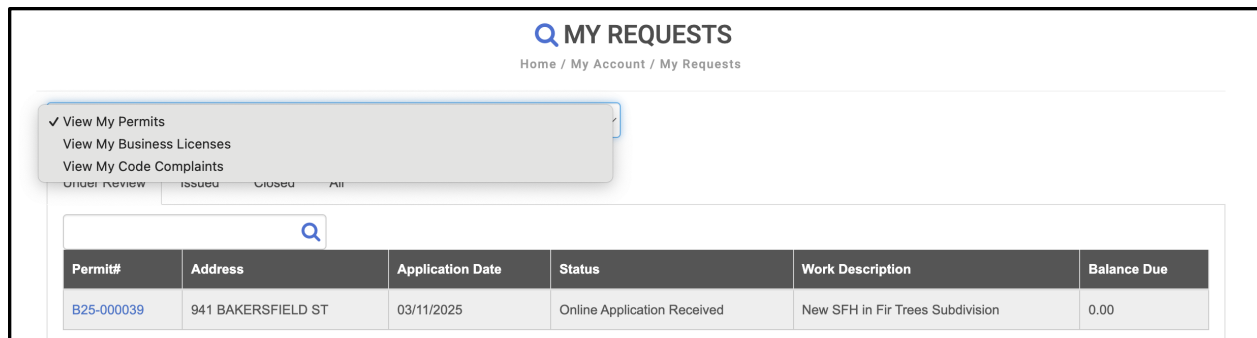 MY REQUESTS
Home / My Account / My Requests
✓ View My Permits
View My Business Licenses
View My Code Complaints
Under Review Issued Closed All
Permit# Address Application Date Status Work Description Balance Due
B25-000039 941 BAKERSFIELD ST 03/11/2025 Online Application Received New SFH in Fir Trees Subdivision 0.00